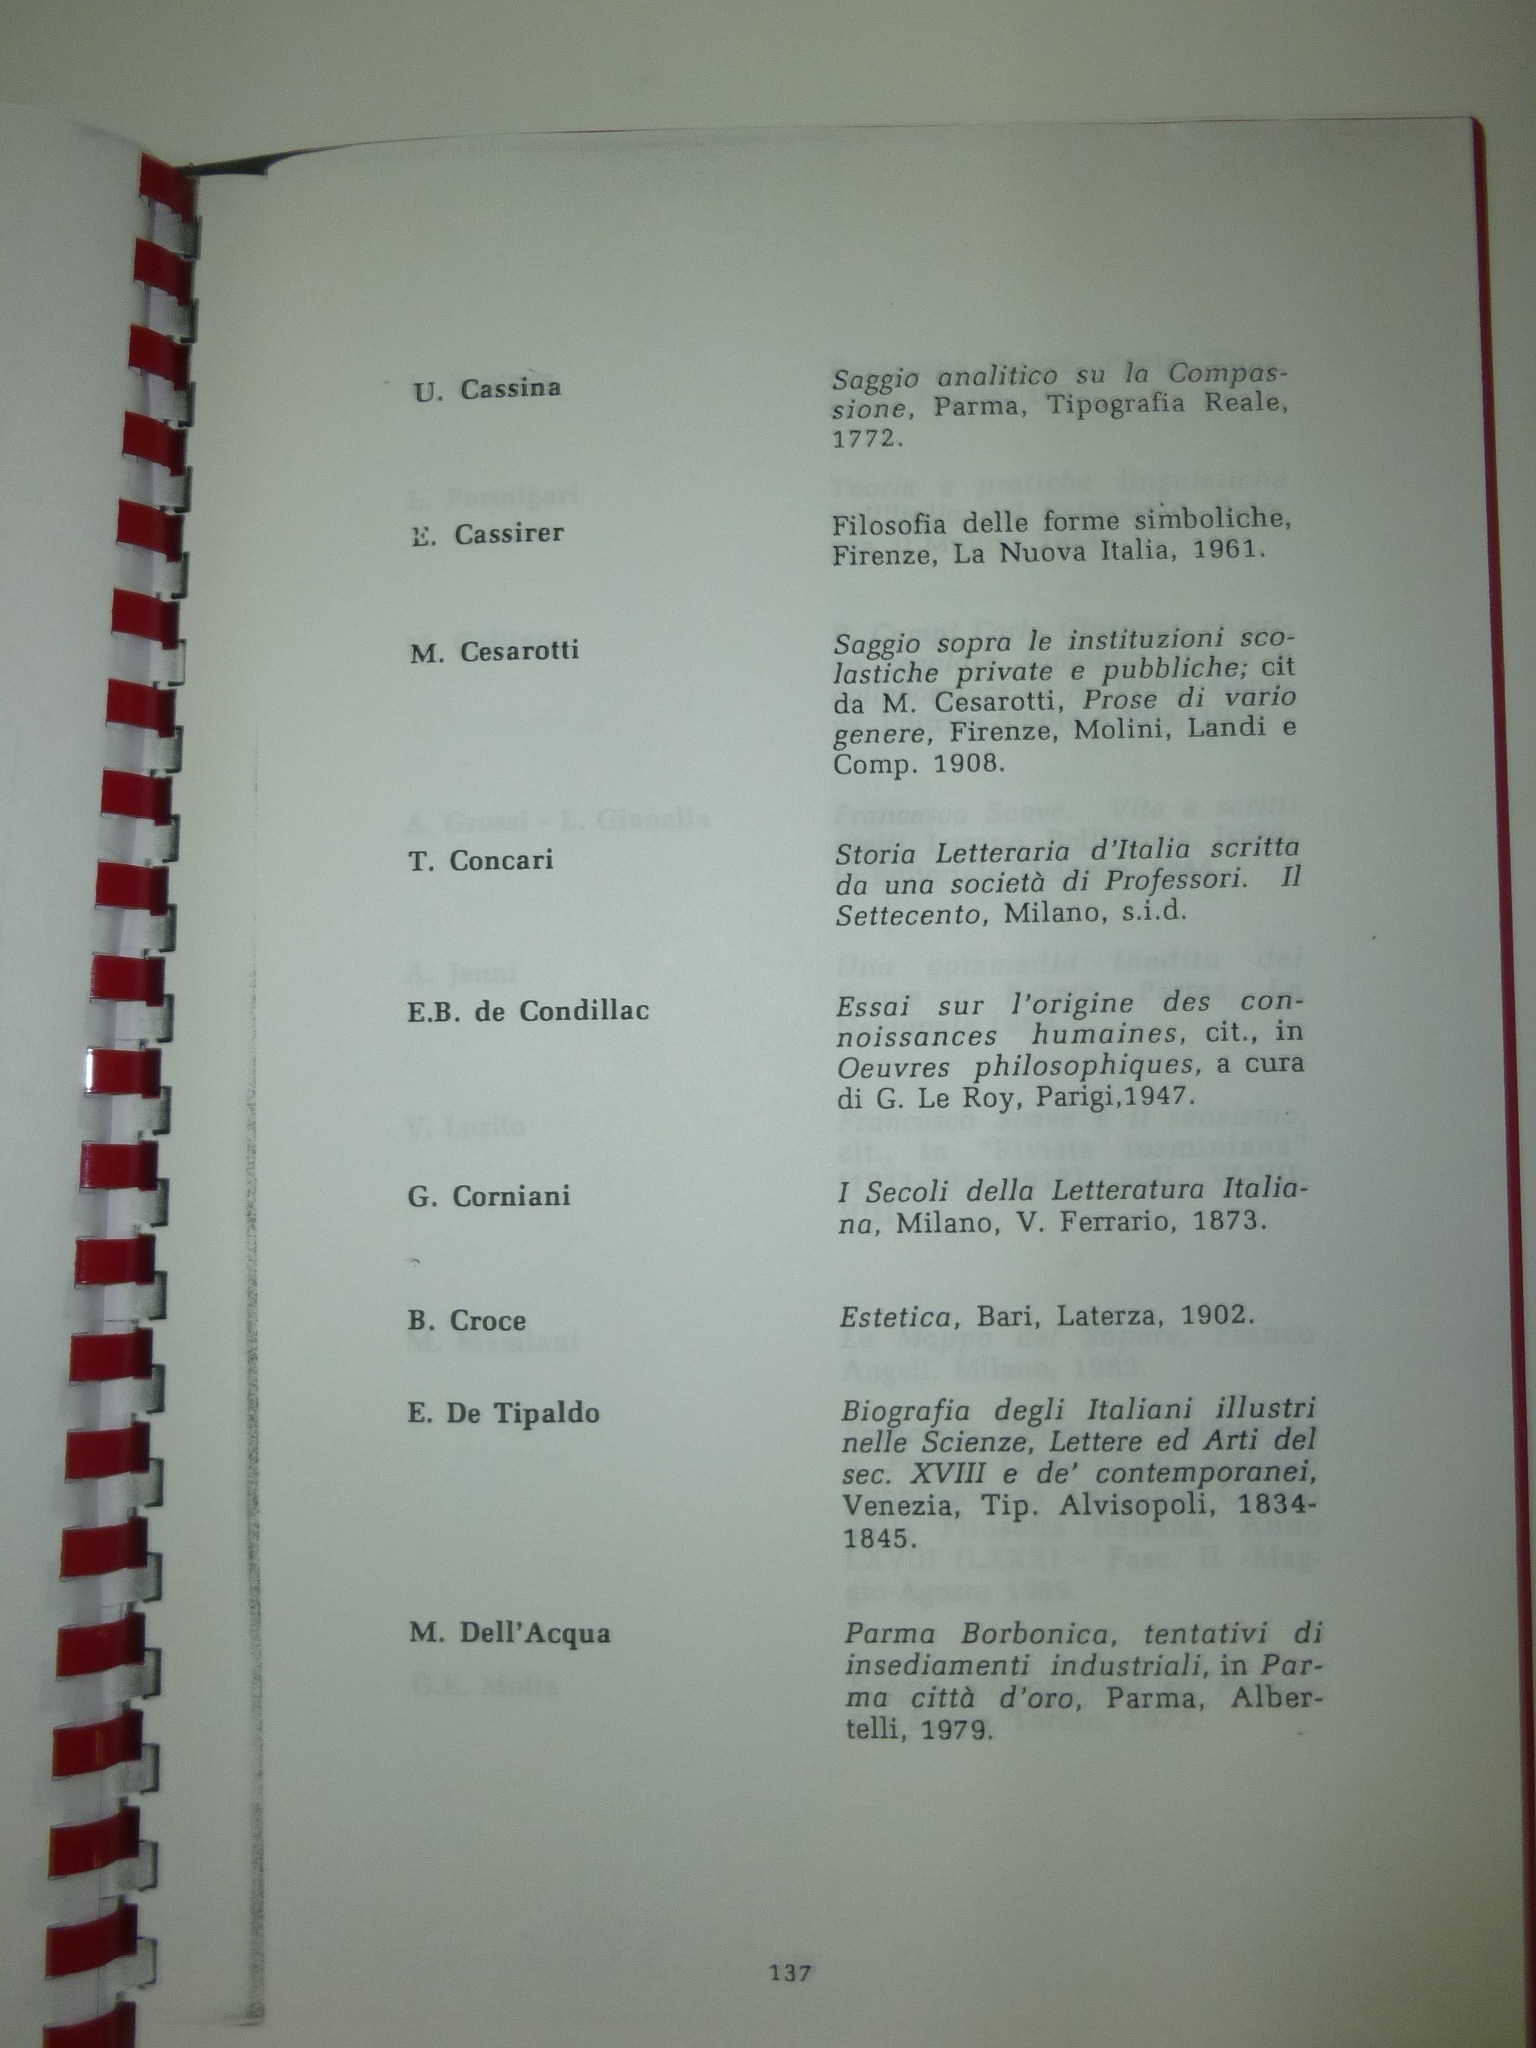 U. Cassina
Saggio analitico su la Compas-
sione, Parma, Tipografia Reale,
1772.
E. Cassirer
Filosofia delle forme simboliche,
Firenze, La Nuova Italia, 1961.
M. Cesarotti
Saggio sopra le instituzioni sco-
lastiche private e pubbliche; cit
da M. Cesarotti, Prose di vario
genere, Firenze, Molini, Landi e
Comp. 1908.
T. Concari
Storia Letteraria d'Italia scritta
da una società di Professori. Il
Settecento, Milano, s.i.d.
E.B. de Condillac
Essai sur l'origine des con-
noissances humaines, cit., in
Oeuvres philosophiques, a cura
di G. Le Roy, Parigi,1947.
G. Corniani
I Secoli della Letteratura Italia-
na, Milano, V. Ferrario, 1873.
B. Croce
Estetica, Bari, Laterza, 1902.
E. De Tipaldo
Biografia degli Italiani illustri
nelle Scienze, Lettere ed Arti del
sec. XVIII e de' contemporanei,
Venezia, Tip. Alvisopoli, 1834-
1845.
M. Dell'Acqua
Parma Borbonica, tentativi di
insediamenti industriali, in Par-
ma città d'oro, Parma, Alber-
telli, 1979.
137